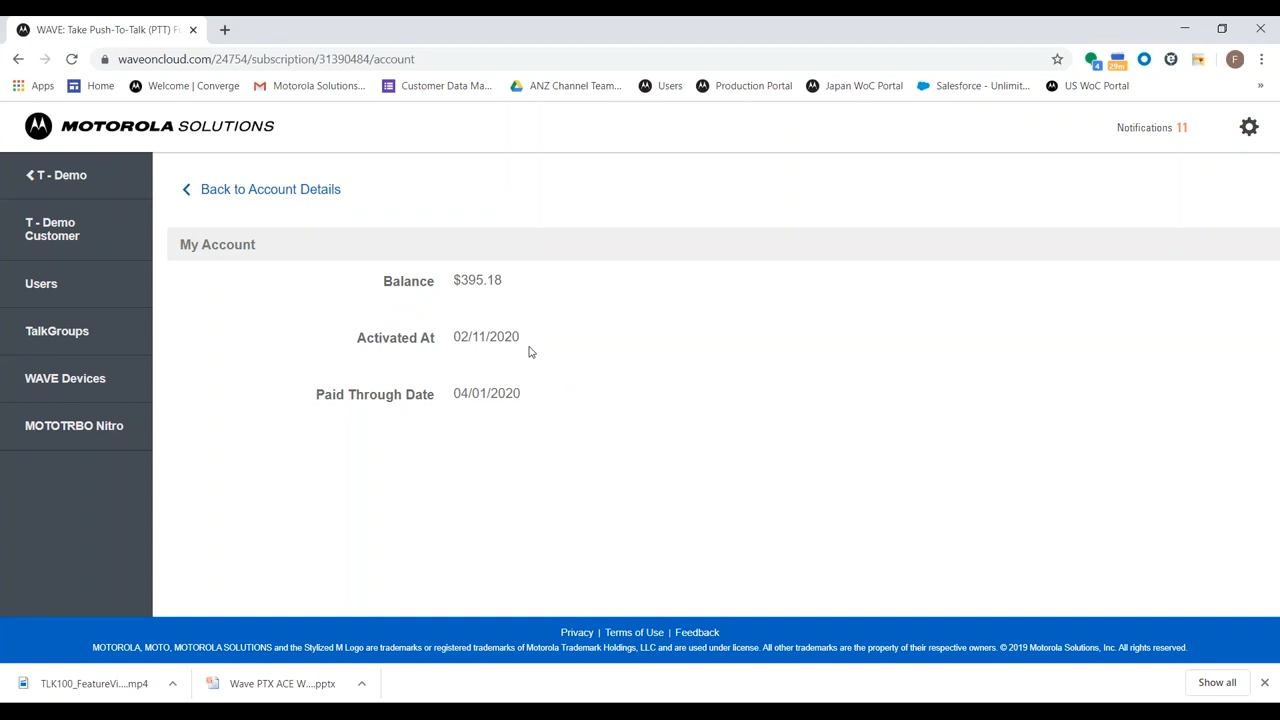 WAVE: Take Push-To-Talk (PTT) F
waveoncloud.com/24754/subscription/31390484/account
4
29m
F
Apps
Home
Welcome | Converge
Motorola Solutions...
Customer Data Ma...
ANZ Channel Team...
Users
Production Portal
Japan WoC Portal
Salesforce - Unlimit...
US WoC Portal
»
MOTOROLA SOLUTIONS
Notifications 11
T - Demo
T - Demo
Customer
Users
TalkGroups
WAVE Devices
MOTOTRBO Nitro
Back to Account Details
My Account
Balance $395.18
Activated At 02/11/2020
Paid Through Date 04/01/2020
Privacy | Terms of Use | Feedback
MOTOROLA, MOTO, MOTOROLA SOLUTIONS and the Stylized M Logo are trademarks or registered trademarks of Motorola Trademark Holdings, LLC and are used under license. All other trademarks are the property of their respective owners. © 2019 Motorola Solutions, Inc. All rights reserved.
TLK100_FeatureVi....mp4
Wave PTX ACE W....pptx
Show all